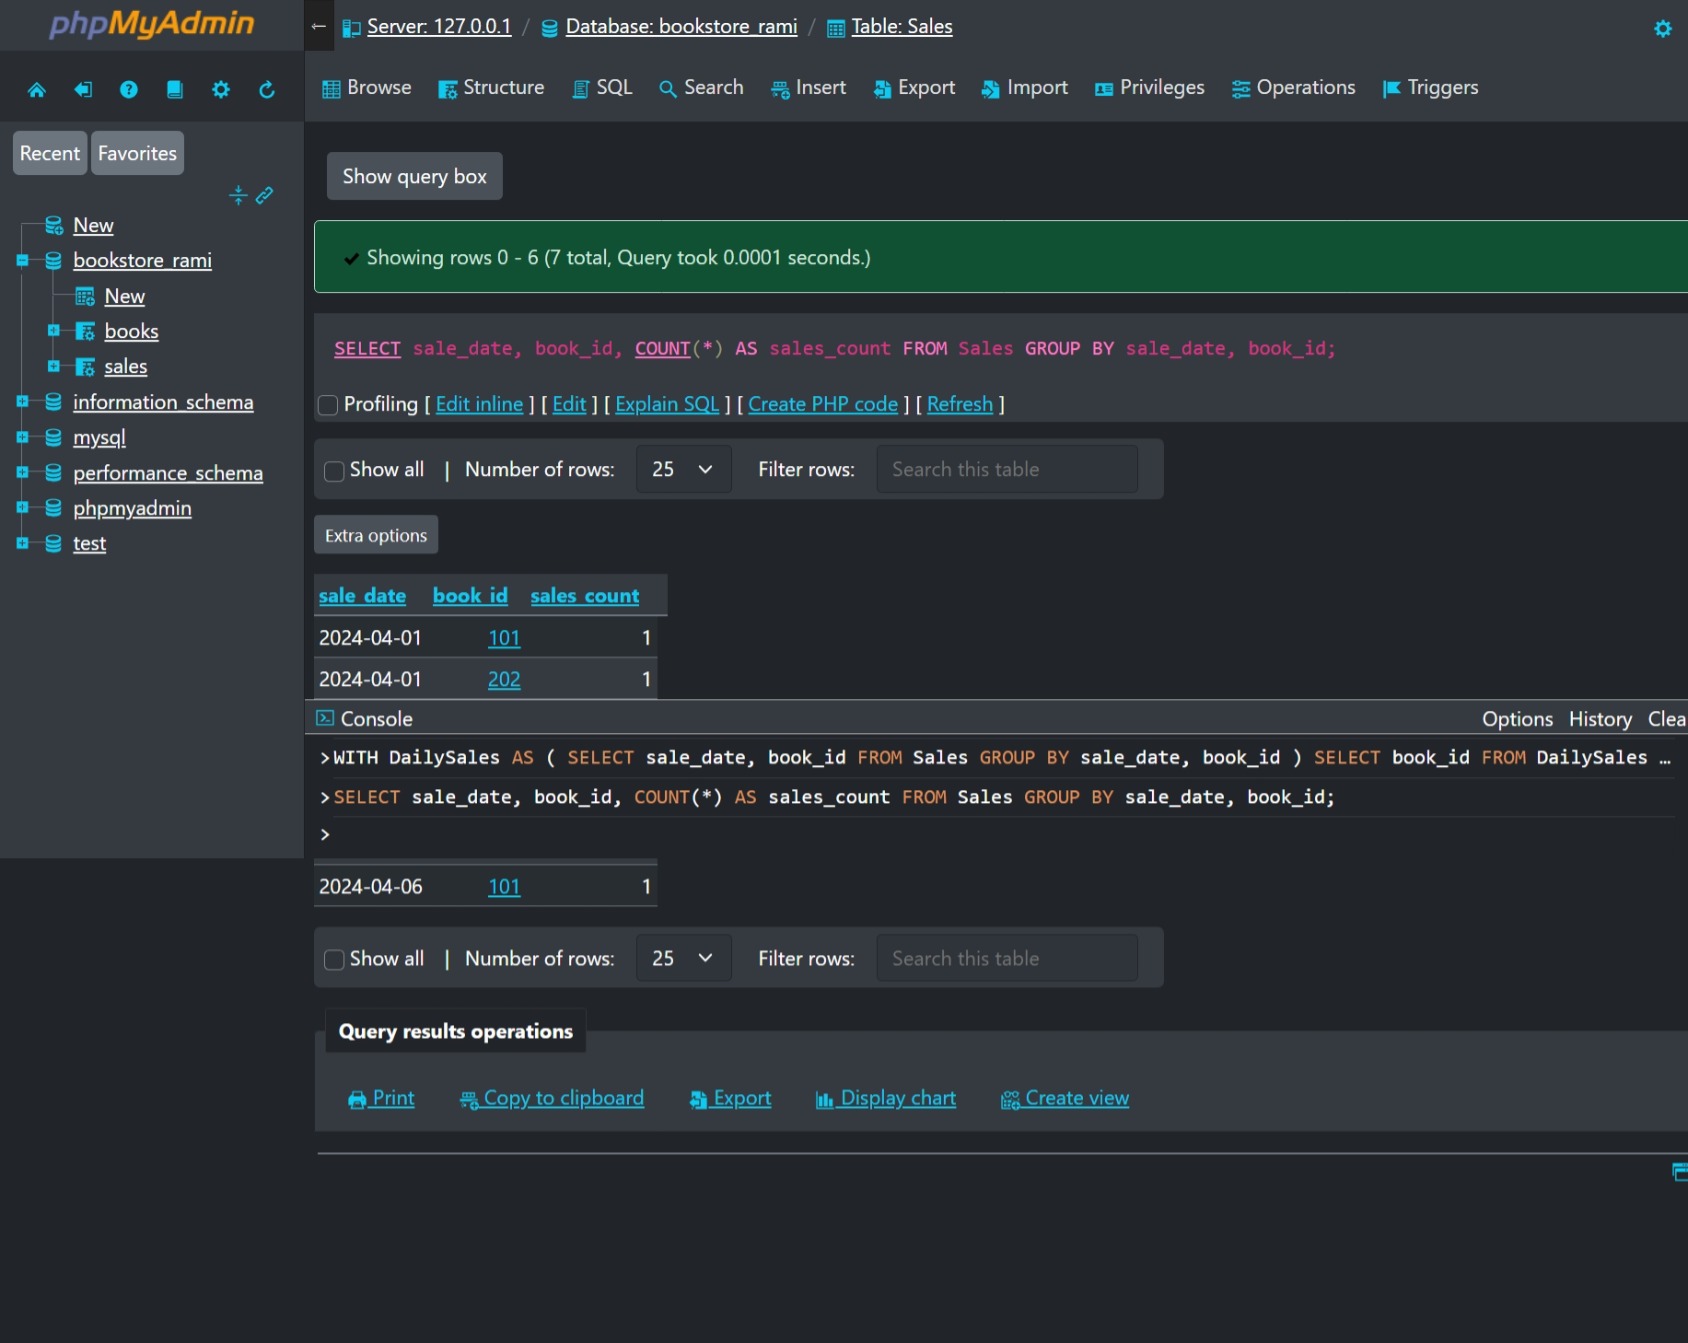 phpMyAdmin
Recent Favorites
New
bookstore_rami
New
books
sales
information_schema
mysql
performance_schema
phpmyadmin
test
← Server: 127.0.0.1 / Database: bookstore_rami / Table: Sales
Browse Structure SQL Search Insert Export Import Privileges Operations Triggers
Show query box
Showing rows 0 - 6 (7 total, Query took 0.0001 seconds.)
SELECT sale_date, book_id, COUNT(*) AS sales_count FROM Sales GROUP BY sale_date, book_id;
Profiling [ Edit inline ] [ Edit ] [ Explain SQL ] [ Create PHP code ] [ Refresh ]
Show all | Number of rows: 25 Filter rows: Search this table
Extra options
sale_date book_id sales_count
2024-04-01 101 1
2024-04-01 202 1
Console Options History Clea
>WITH DailySales AS ( SELECT sale_date, book_id FROM Sales GROUP BY sale_date, book_id ) SELECT book_id FROM DailySales …
>SELECT sale_date, book_id, COUNT(*) AS sales_count FROM Sales GROUP BY sale_date, book_id;
>
2024-04-06 101 1
Show all | Number of rows: 25 Filter rows: Search this table
Query results operations
Print Copy to clipboard Export Display chart Create view